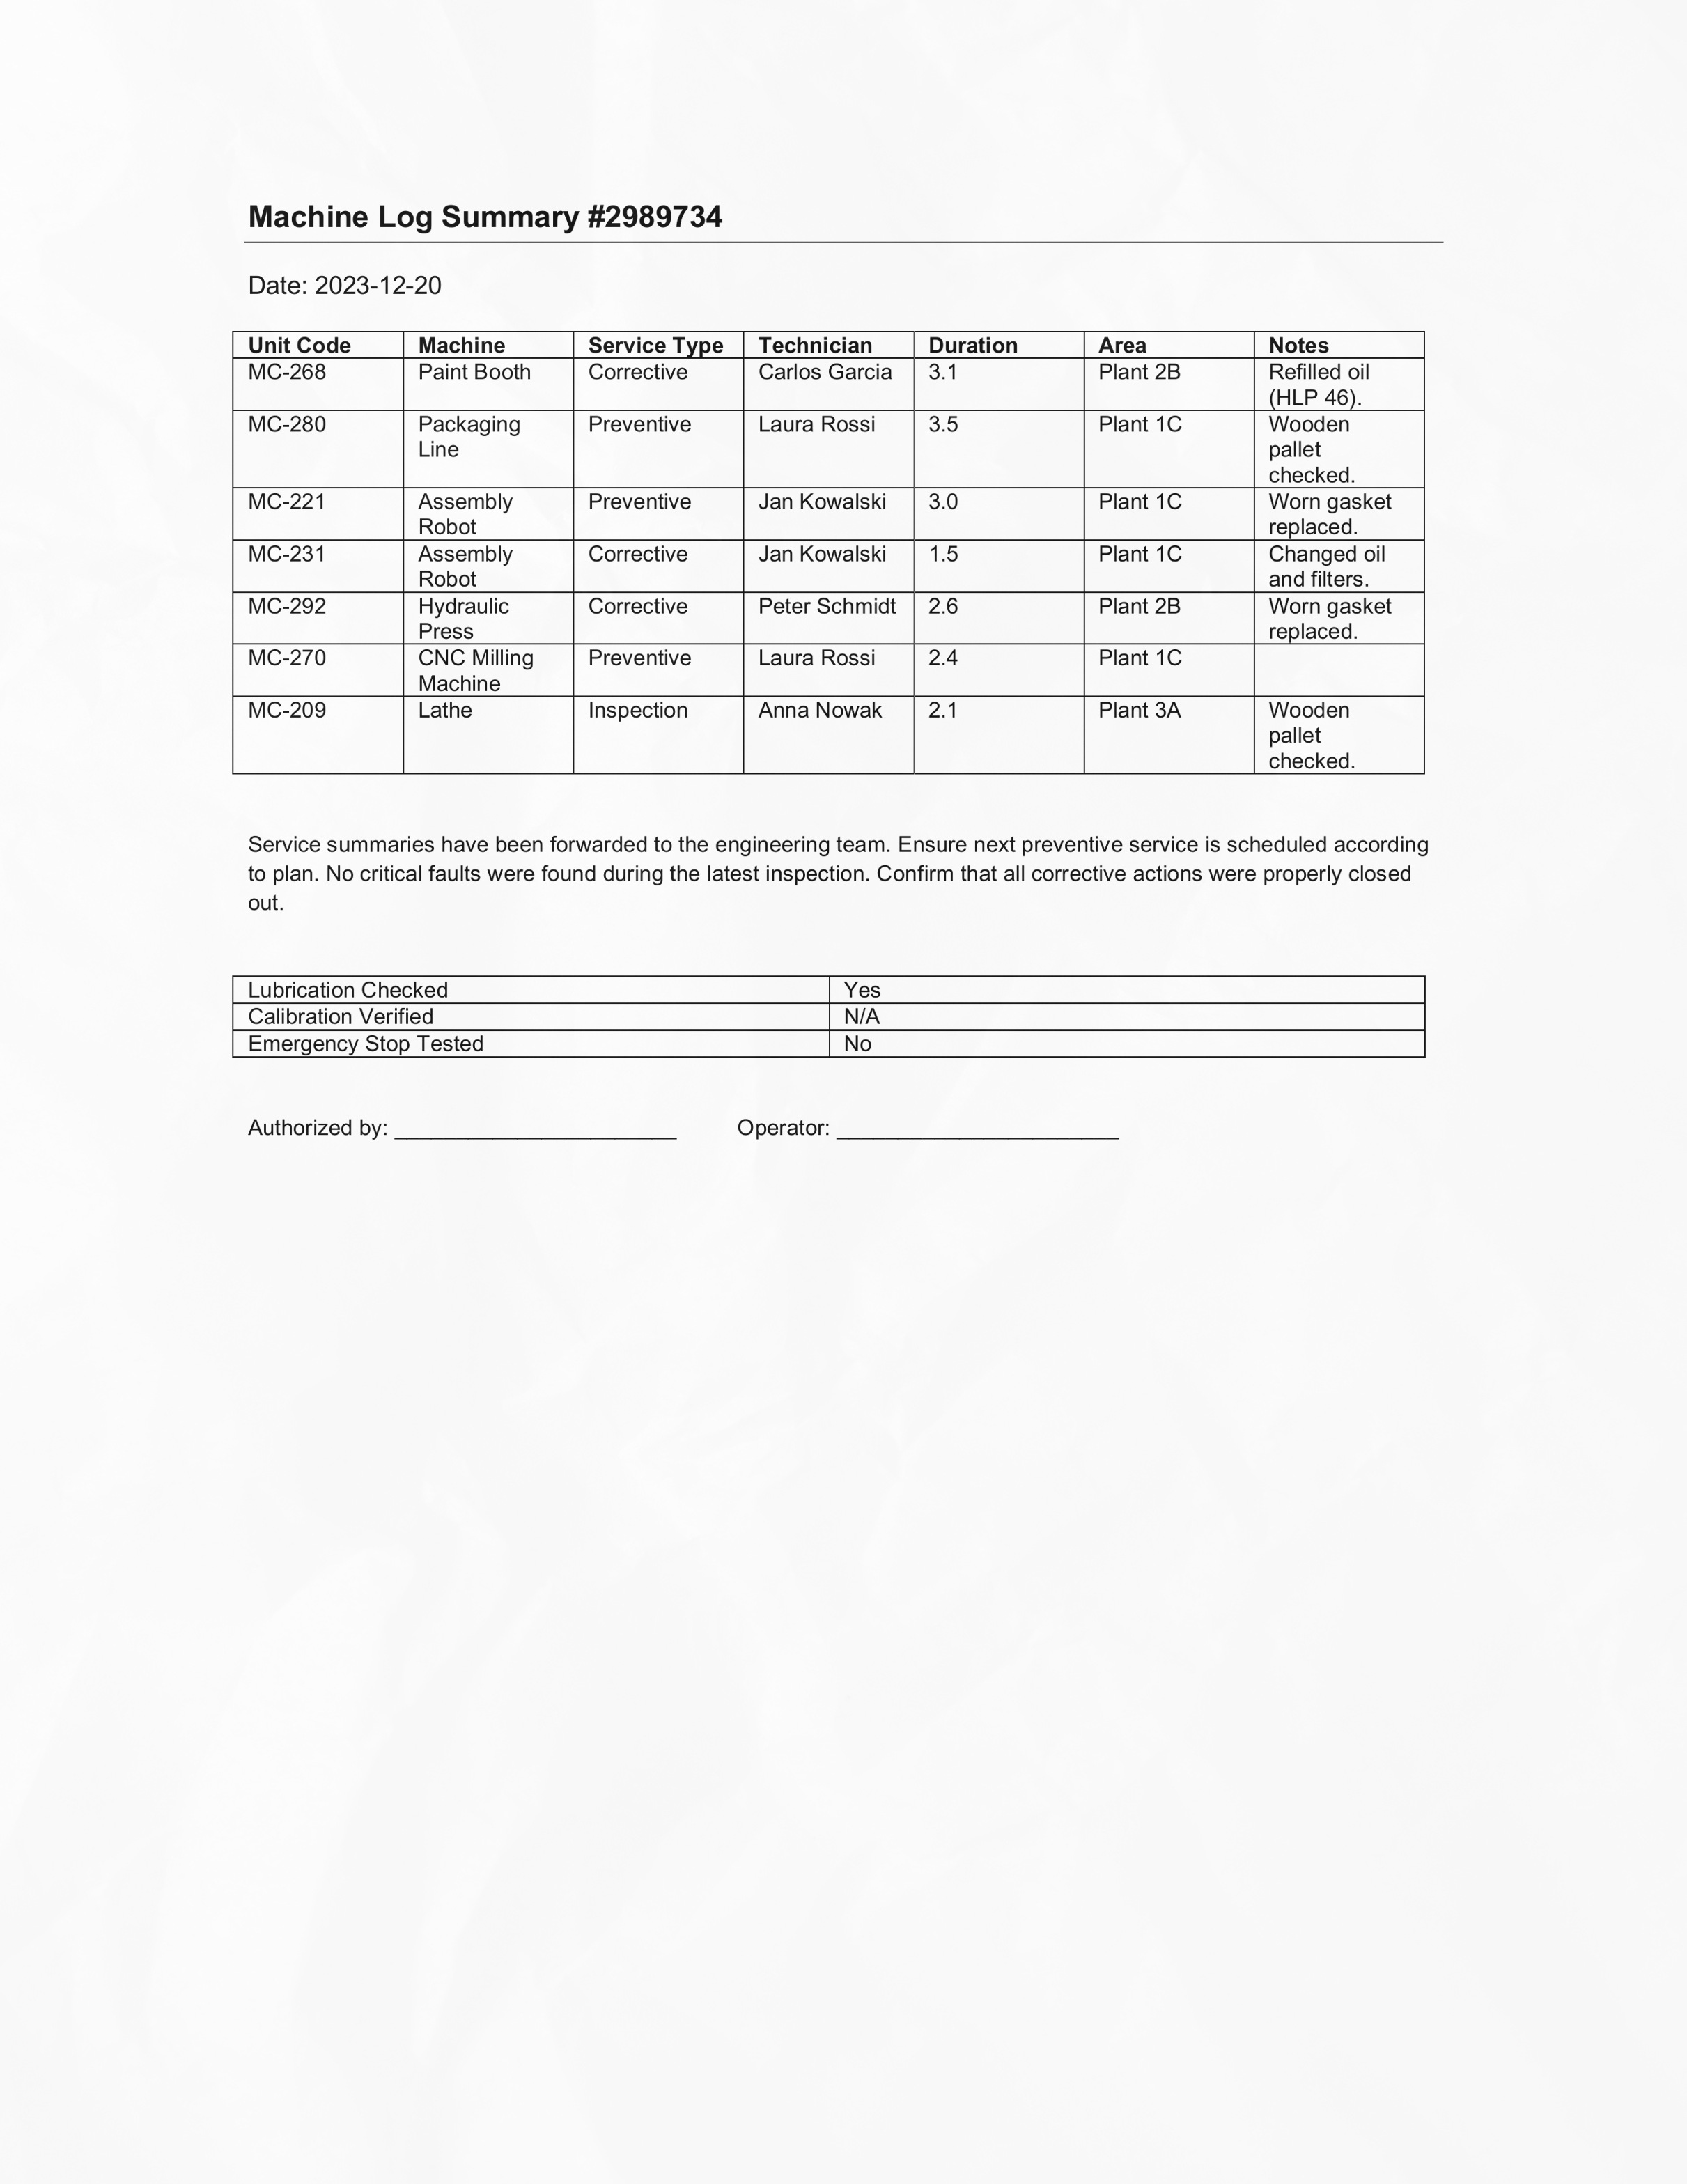 Machine Log Summary #2989734
Date: 2023-12-20
Unit Code Machine Service Type Technician Duration Area Notes
MC-268 Paint Booth Corrective Carlos Garcia 3.1 Plant 2B Refilled oil
(HLP 46).
MC-280 Packaging Preventive Laura Rossi 3.5 Plant 1C Wooden
Line pallet
checked.
MC-221 Assembly Preventive Jan Kowalski 3.0 Plant 1C Worn gasket
Robot replaced.
MC-231 Assembly Corrective Jan Kowalski 1.5 Plant 1C Changed oil
Robot and filters.
MC-292 Hydraulic Corrective Peter Schmidt 2.6 Plant 2B Worn gasket
Press replaced.
MC-270 CNC Milling Preventive Laura Rossi 2.4 Plant 1C
Machine
MC-209 Lathe Inspection Anna Nowak 2.1 Plant 3A Wooden
pallet
checked.
Service summaries have been forwarded to the engineering team. Ensure next preventive service is scheduled according
to plan. No critical faults were found during the latest inspection. Confirm that all corrective actions were properly closed
out.
Lubrication Checked Yes
Calibration Verified N/A
Emergency Stop Tested No
Authorized by: _______________________ Operator: _______________________